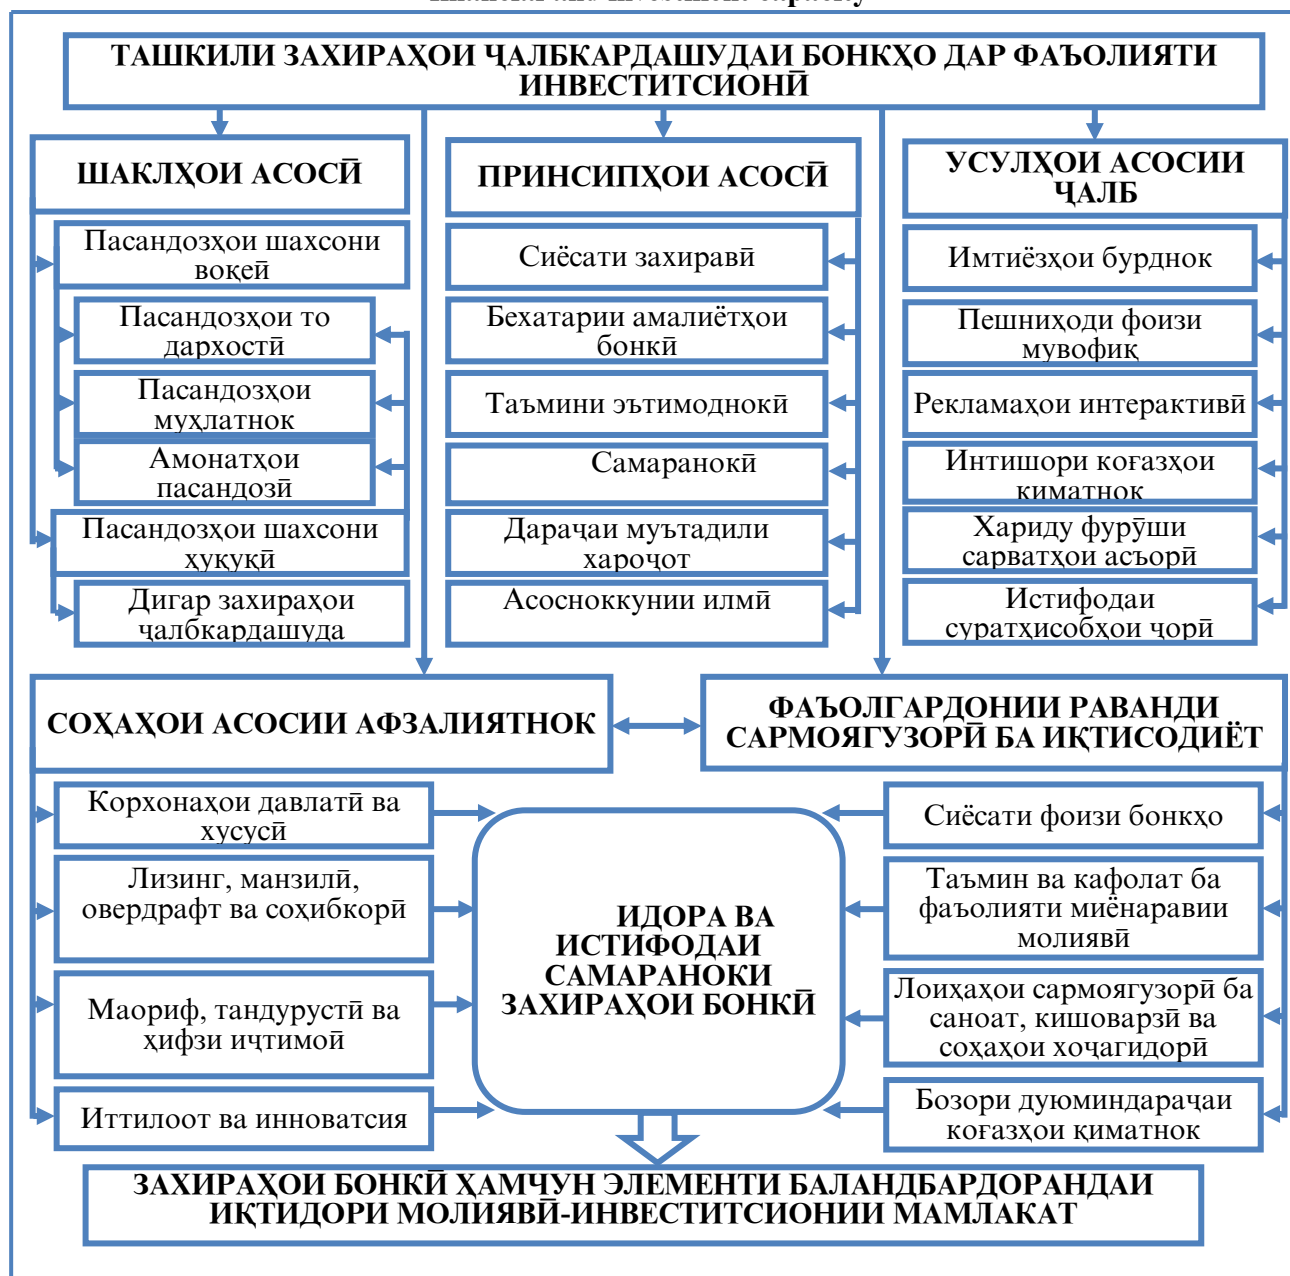 ТАШКИЛИ ЗАХИРАҲОИ ҶАЛБКАРДАШУДАИ БОНКҲО ДАР ФАЪОЛИЯТИ
ИНВЕСТИТСИОНӢ
ШАКЛҲОИ АСОСӢ
Пасандозҳои шахсони
воқеӣ
Пасандозҳои то
дархостӣ
Пасандозҳои
муҳлатнок
Амонатҳои
пасандозӣ
Пасандозҳои шахсони
ҳуқуқӣ
Дигар захираҳои
ҷалбкардашуда
ПРИНСИПҲОИ АСОСӢ
Сиёсати захиравӣ
Бехатарии амалиётҳои
бонкӣ
Таъмини эътимоднокӣ
Самаранокӣ
Дараҷаи муътадили
хароҷот
Асосноккунии илмӣ
УСУЛҲОИ АСОСИИ
ҶАЛБ
Имтиёзҳои бурднок
Пешниҳоди фоизи
мувофиқ
Рекламаҳои интерактивӣ
Интишори коғазҳои
киматнок
Хариду фурӯши
сарватҳои асъорӣ
Истифодаи
суратҳисобҳои ҷорӣ
СОҲАҲОИ АСОСИИ АФЗАЛИЯТНОК
ФАЪОЛГАРДОНИИ РАВАНДИ
САРМОЯГУЗОРӢ БА ИҚТИСОДИЁТ
Корхонаҳои давлатӣ ва
хусусӣ
Лизинг, манзилӣ,
овердрафт ва соҳибкорӣ
Маориф, тандурустӣ ва
ҳифзи иҷтимоӣ
Иттилоот ва инноватсия
ИДОРА ВА
ИСТИФОДАИ
САМАРАНОКИ
ЗАХИРАҲОИ БОНКӢ
Сиёсати фоизи бонкҳо
Таъмин ва кафолат ба
фаъолияти миёнаравии
молиявӣ
Лоиҳаҳои сармоягузорӣ ба
саноат, кишоварзӣ ва
соҳаҳои хоҷагидорӣ
Бозори дуюминдараҷаи
коғазҳои қиматнок
ЗАХИРАҲОИ БОНКӢ ҲАМЧУН ЭЛЕМЕНТИ БАЛАНДБАРДОРАНДАИ
ИҚТИДОРИ МОЛИЯВӢ-ИНВЕСТИТСИОНИИ МАМЛАКАТ